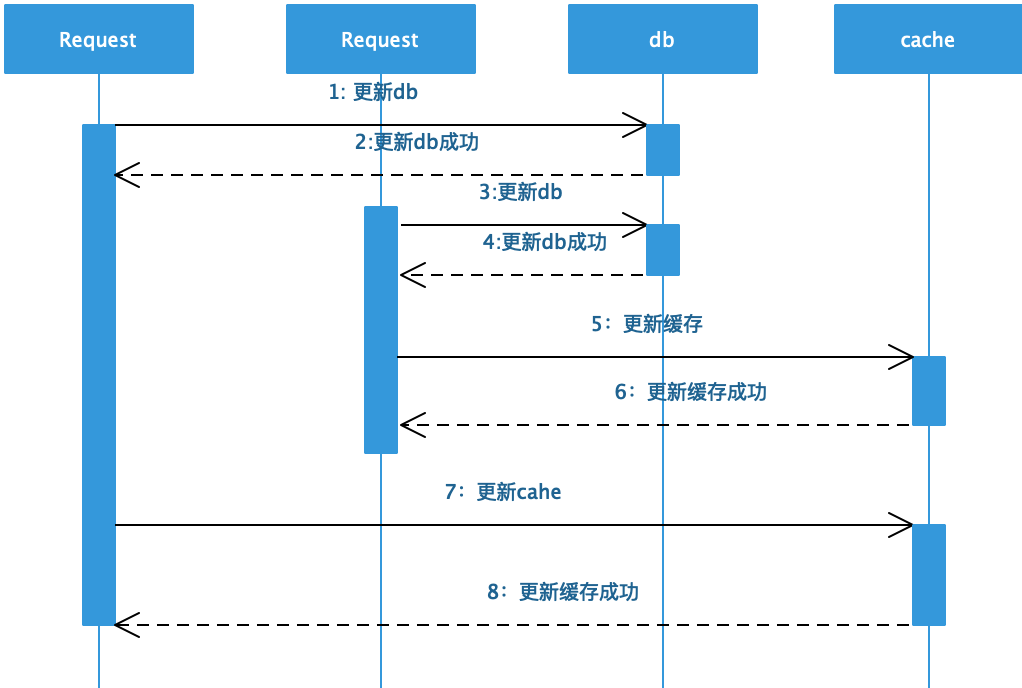 Request
Request
db
cache
1: 更新db
2:更新db成功
3:更新db
4:更新db成功
5：更新缓存
6：更新缓存成功
7：更新cahe
8：更新缓存成功